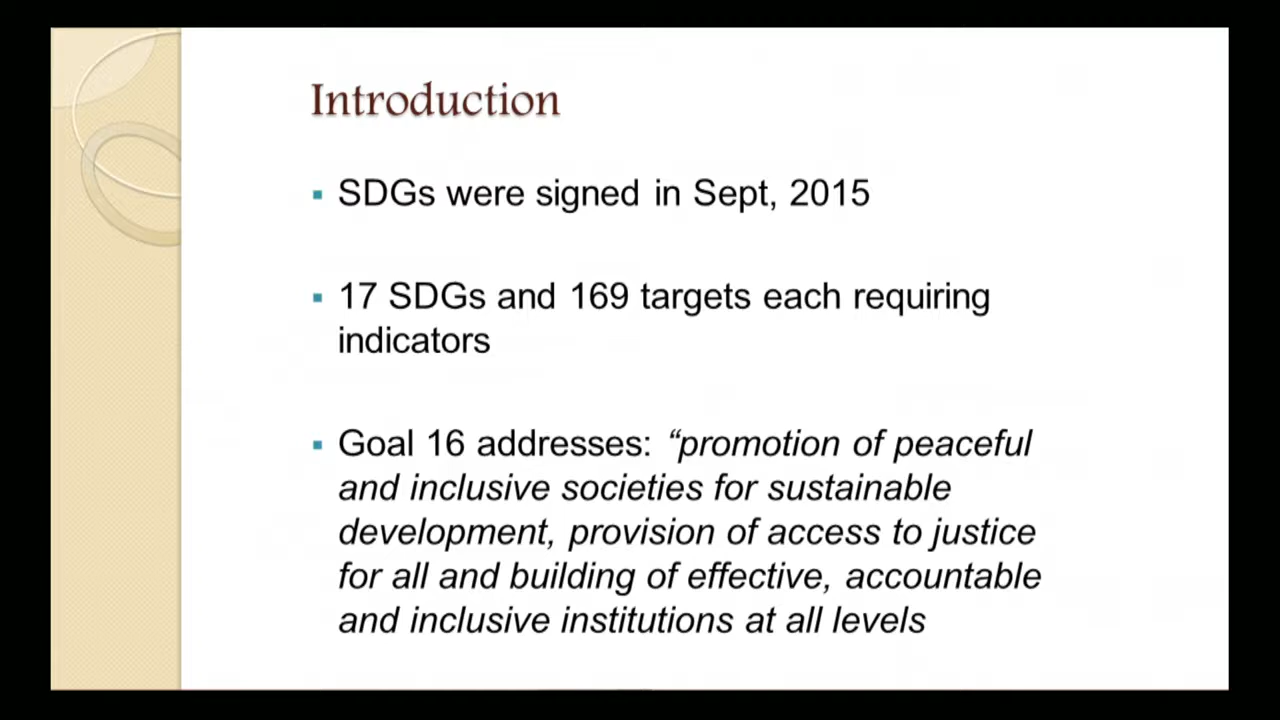 Introduction
▪ SDGs were signed in Sept, 2015
▪ 17 SDGs and 169 targets each requiring
indicators
▪ Goal 16 addresses: “promotion of peaceful
and inclusive societies for sustainable
development, provision of access to justice
for all and building of effective, accountable
and inclusive institutions at all levels